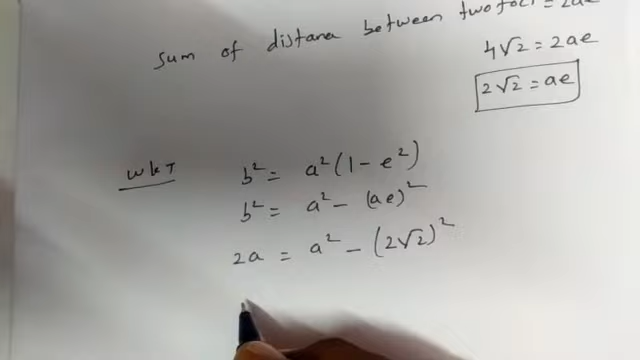 sum of distana between two foci = 2ae
4√2 = 2ae
2√2 = ae
WKT b² = a²(1 - e²)
b² = a² - (ae)²
2a = a² - (2√2)²